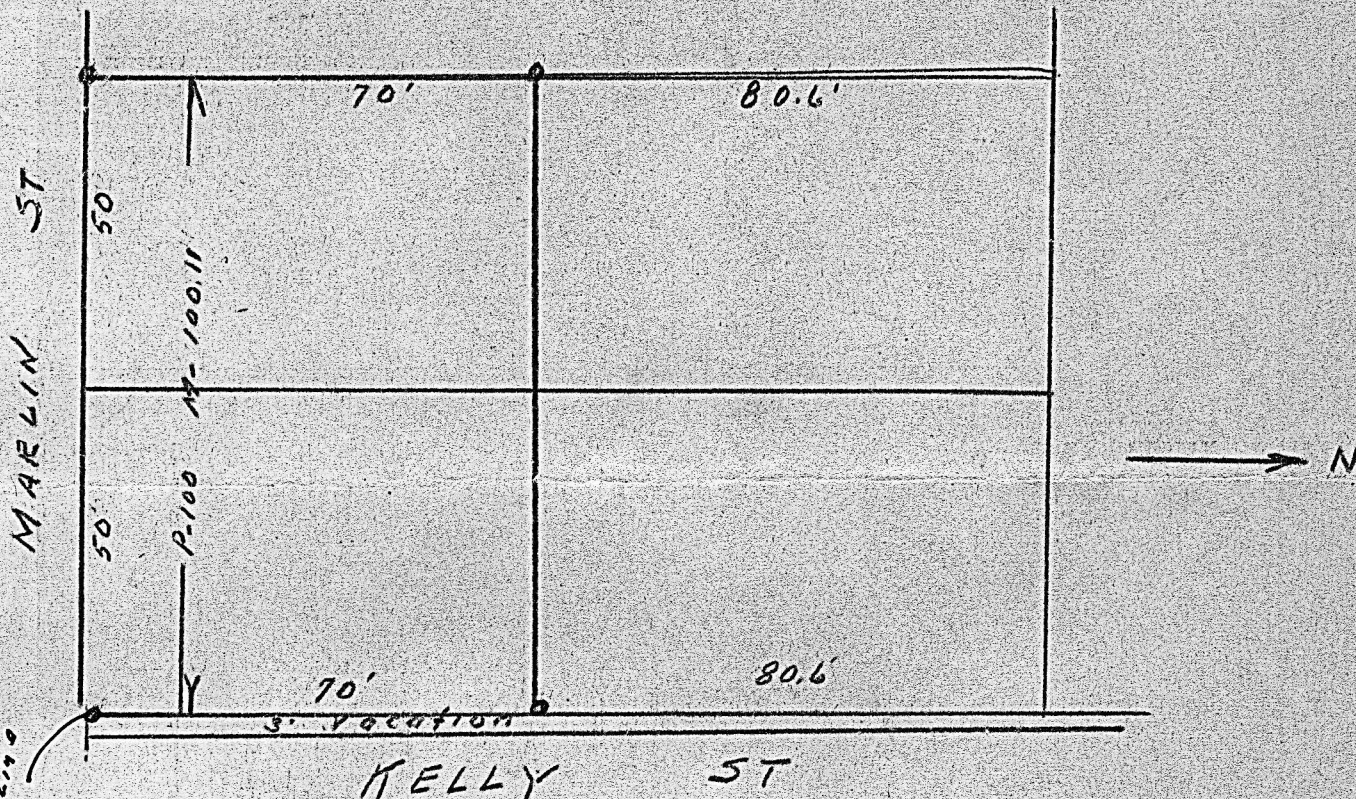 70'
80.6'
MARLIN ST
50'
50'
P-100 M- 100.11
N
70'
80.6'
3' Vacation
KELLY ST